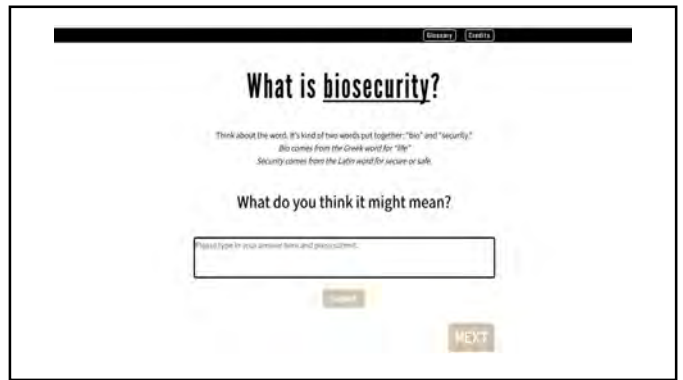 Glossary Credits
What is biosecurity?
Think about the word. It's kind of two words put together: "bio" and "security."
Bio comes from the Greek word for "life"
Security comes from the Latin word for secure or safe.
What do you think it might mean?
Please type in your answer here and press submit.
Submit
NEXT